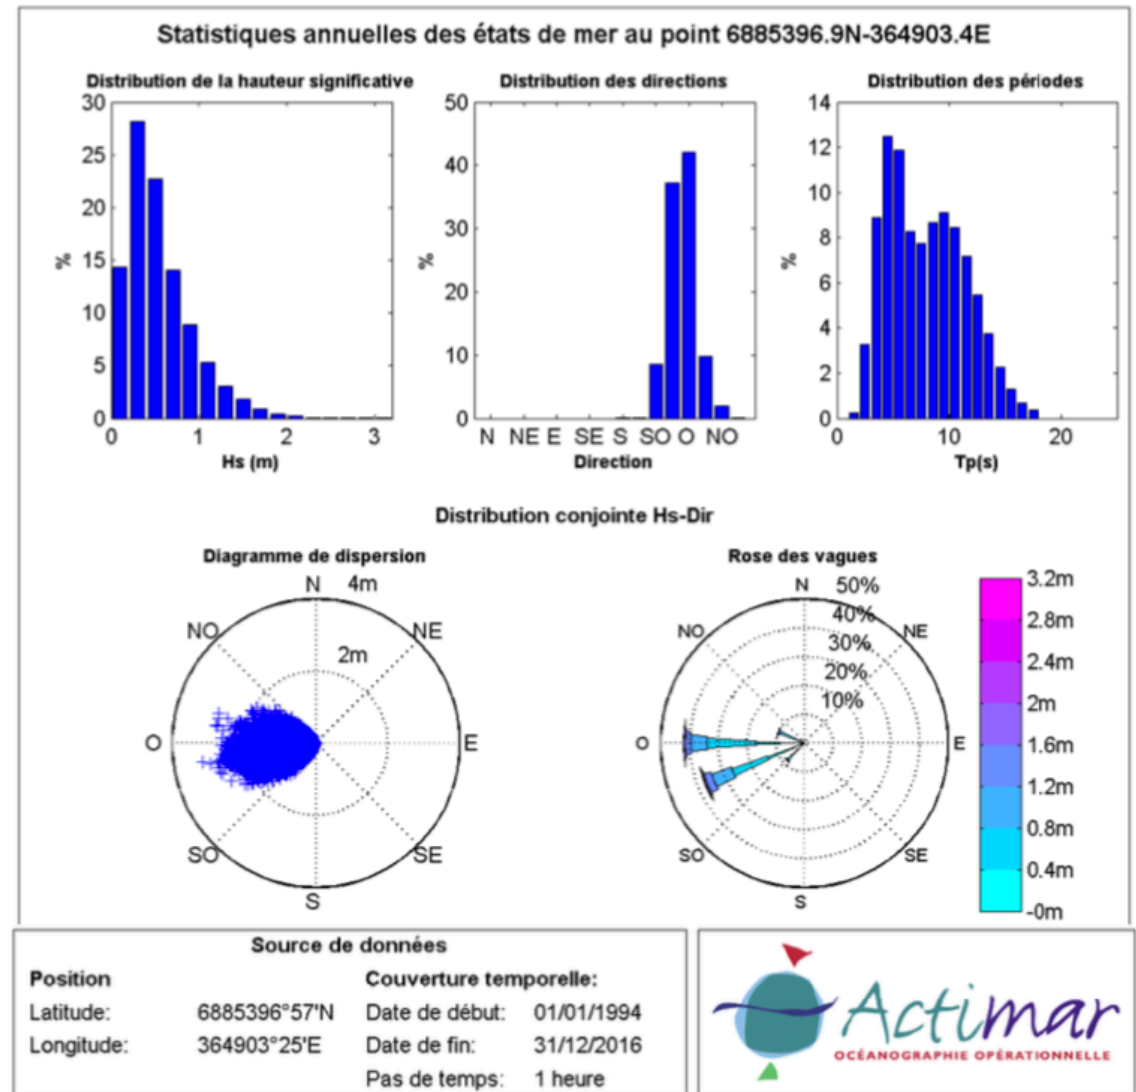 Statistiques annuelles des états de mer au point 6885396.9N-364903.4E
Distribution de la hauteur significative
30
25
20
15
10
5
0
%
0 1 2 3
Hs (m)
Distribution des directions
50
40
30
20
10
0
%
N NE E SE S SO O NO
Direction
Distribution des périodes
14
12
10
8
6
4
2
0
%
0 10 20
Tp(s)
Distribution conjointe Hs-Dir
Diagramme de dispersion
N 4m
NO NE
2m
O E
SO SE
S
Rose des vagues
N 50%
40%
NO NE
30%
20%
10%
O E
SO SE
S
3.2m
2.8m
2.4m
2m
1.6m
1.2m
0.8m
0.4m
-0m
Source de données
Position Couverture temporelle:
Latitude: 6885396°57'N Date de début: 01/01/1994
Longitude: 364903°25'E Date de fin: 31/12/2016
Pas de temps: 1 heure
Actimar
OCÉANOGRAPHIE OPÉRATIONNELLE